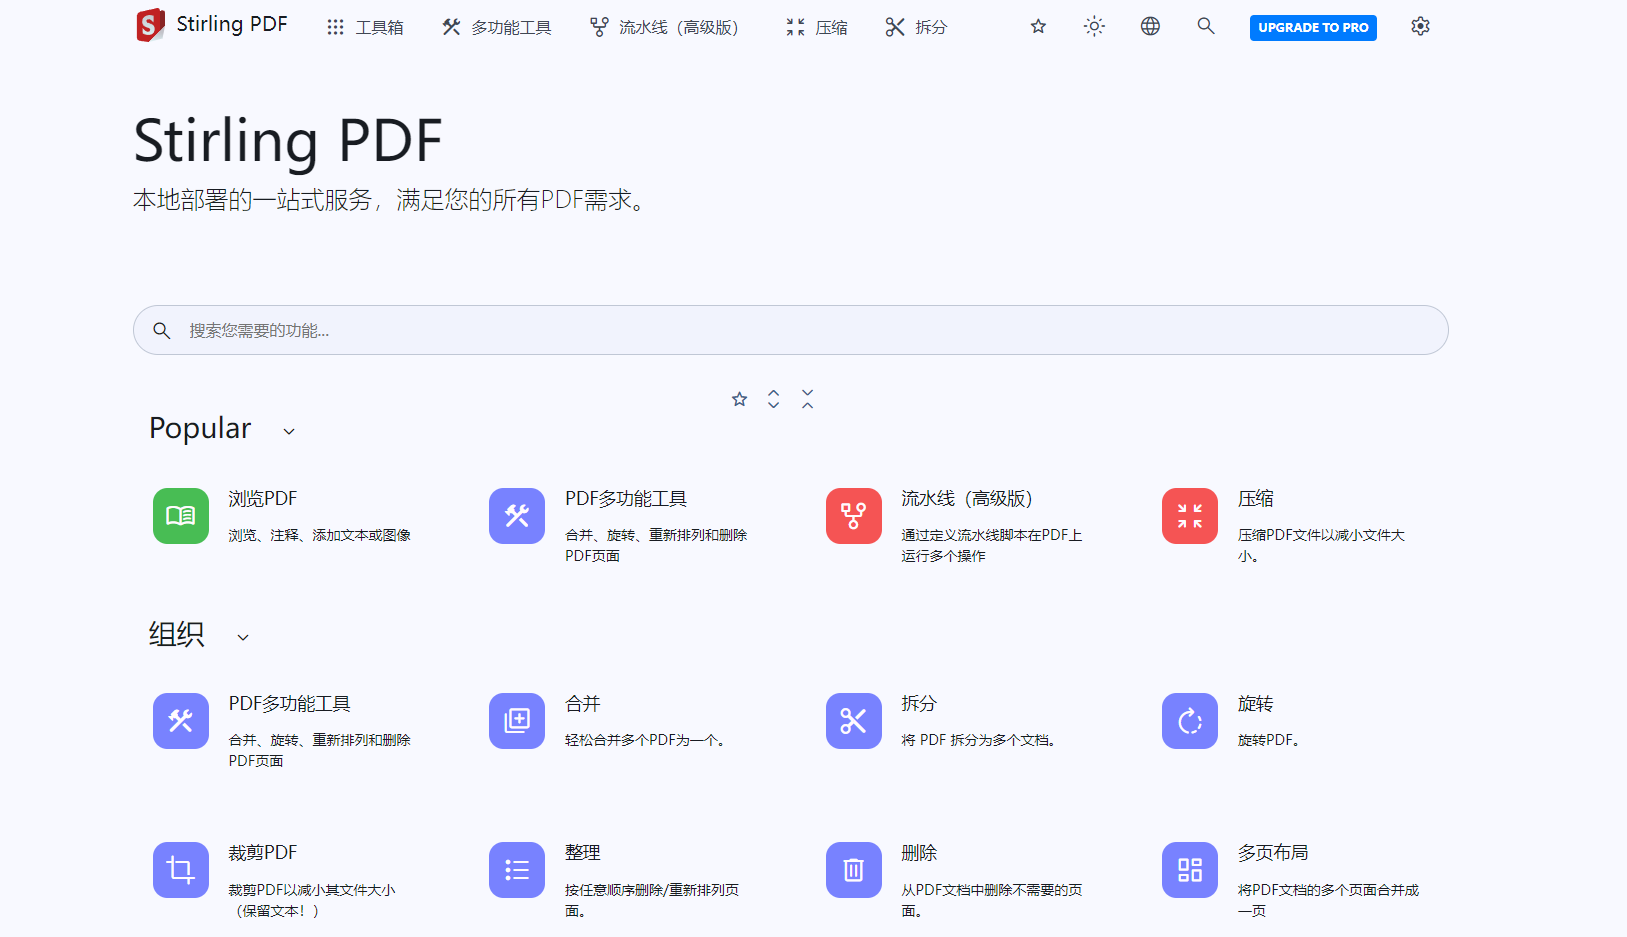 Stirling PDF 工具箱 多功能工具 流水线（高级版） 压缩 拆分 UPGRADE TO PRO
Stirling PDF
本地部署的一站式服务，满足您的所有PDF需求。
搜索您需要的功能...
Popular
浏览PDF
浏览、注释、添加文本或图像
PDF多功能工具
合并、旋转、重新排列和删除
PDF页面
流水线（高级版）
通过定义流水线脚本在PDF上
运行多个操作
压缩
压缩PDF文件以减小文件大
小。
组织
PDF多功能工具
合并、旋转、重新排列和删除
PDF页面
合并
轻松合并多个PDF为一个。
拆分
将 PDF 拆分为多个文档。
旋转
旋转PDF。
裁剪PDF
裁剪PDF以减小其文件大小
（保留文本！）
整理
按任意顺序删除/重新排列页
面。
删除
从PDF文档中删除不需要的页
面。
多页布局
将PDF文档的多个页面合并成
一页